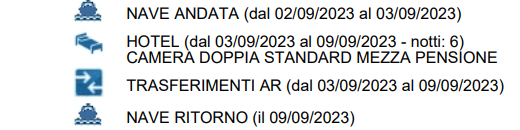 NAVE ANDATA (dal 02/09/2023 al 03/09/2023)
HOTEL (dal 03/09/2023 al 09/09/2023 - notti: 6)
CAMERA DOPPIA STANDARD MEZZA PENSIONE
TRASFERIMENTI AR (dal 03/09/2023 al 09/09/2023)
NAVE RITORNO (il 09/09/2023)